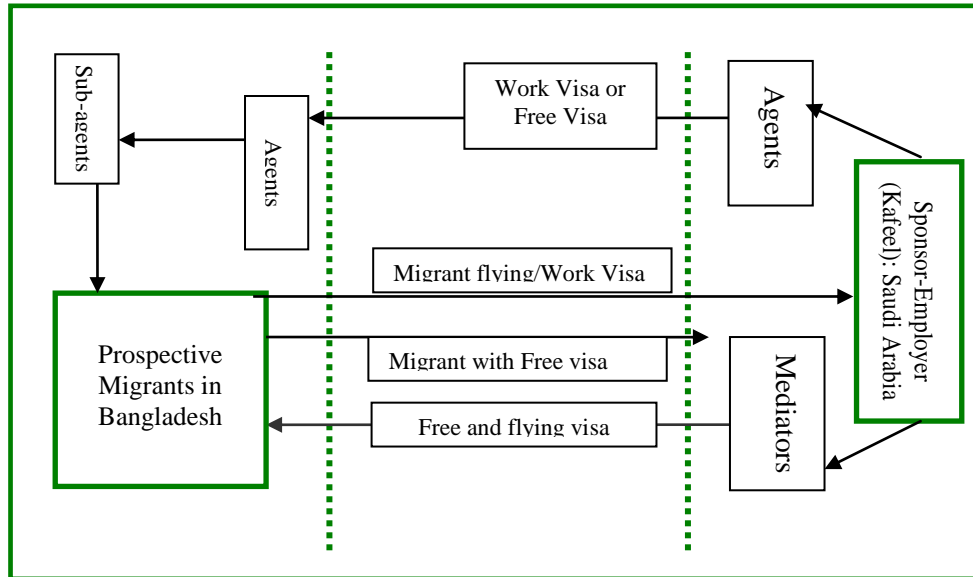 Sub-agents
Agents
Work Visa or
Free Visa
Agents
Sponsor-Employer
(Kafeel): Saudi Arabia
Migrant flying/Work Visa
Migrant with Free visa
Free and flying visa
Prospective
Migrants in
Bangladesh
Mediators